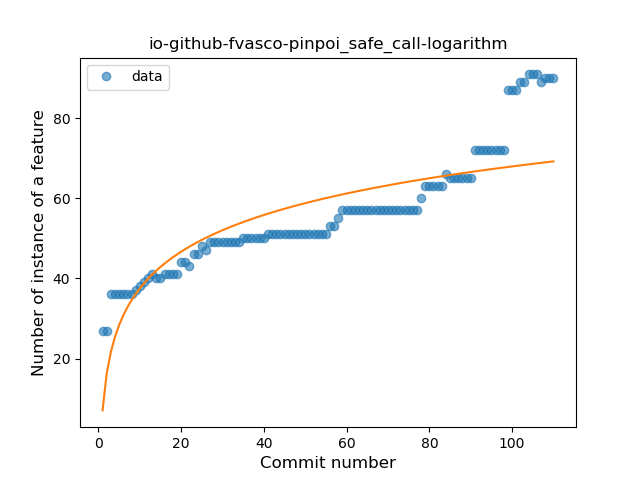 io-github-fvasco-pinpoi_safe_call-logarithm
data
Number of instance of a feature
80
60
40
20
0 20 40 60 80 100
Commit number